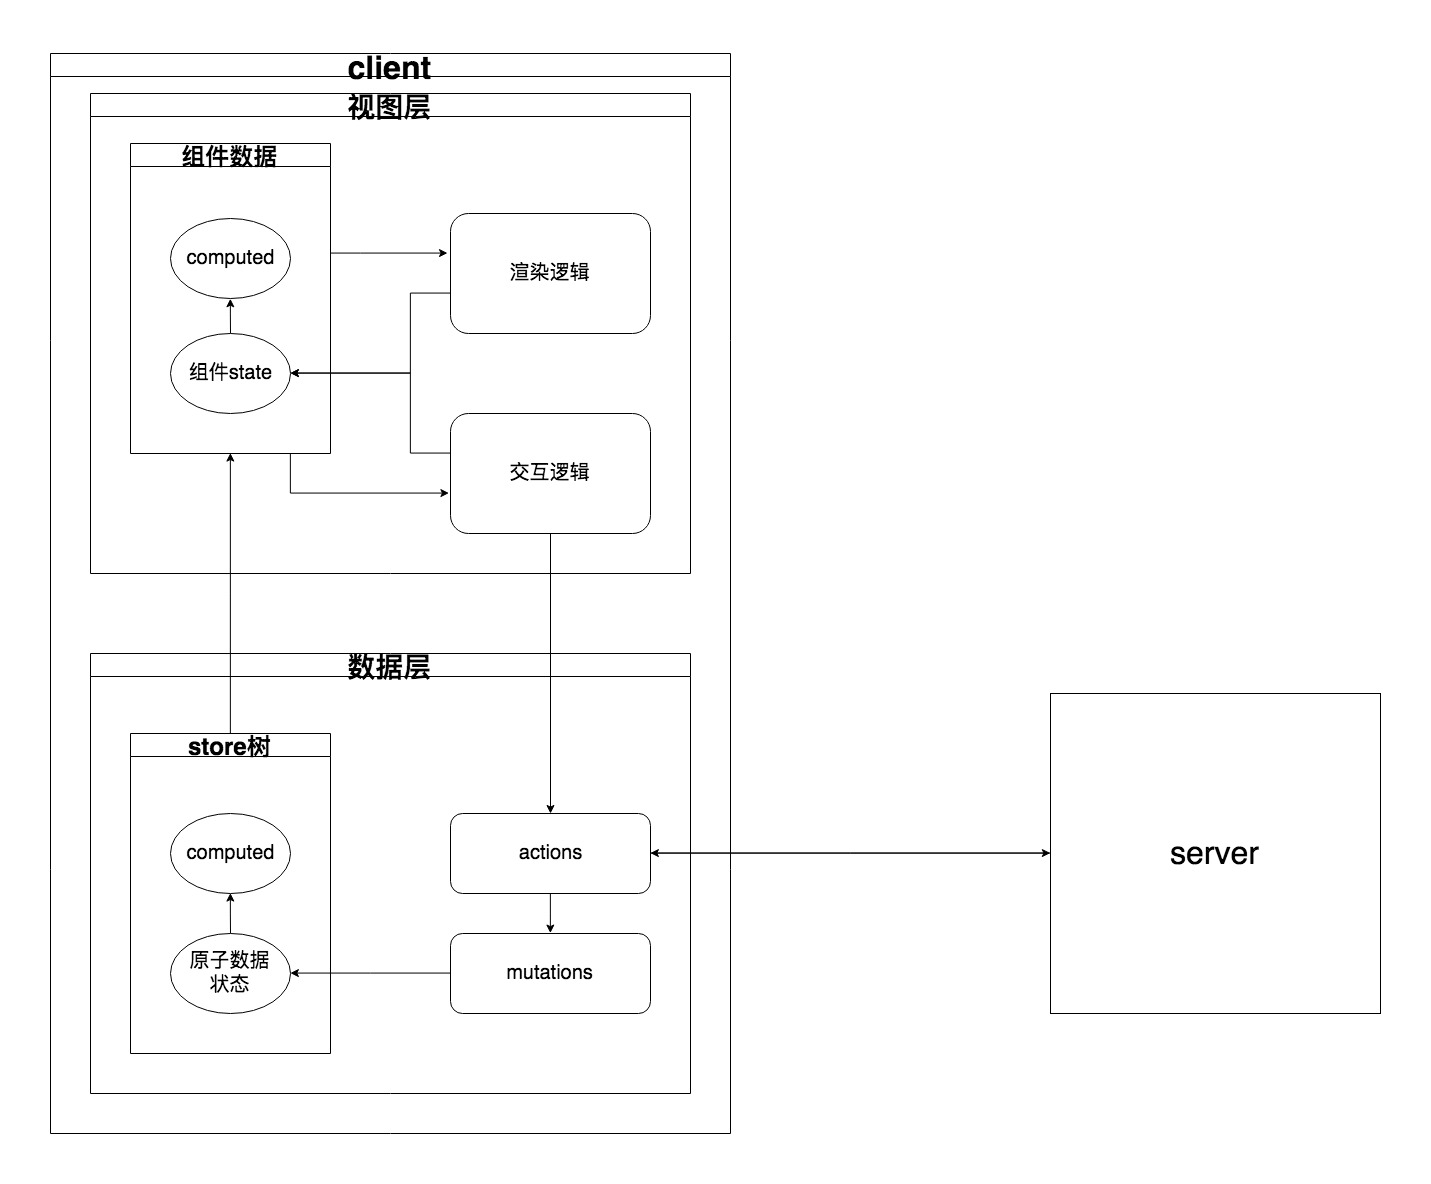 client
视图层
组件数据
computed
渲染逻辑
组件state
交互逻辑
数据层
store树
computed
actions
server
原子数据
状态
mutations